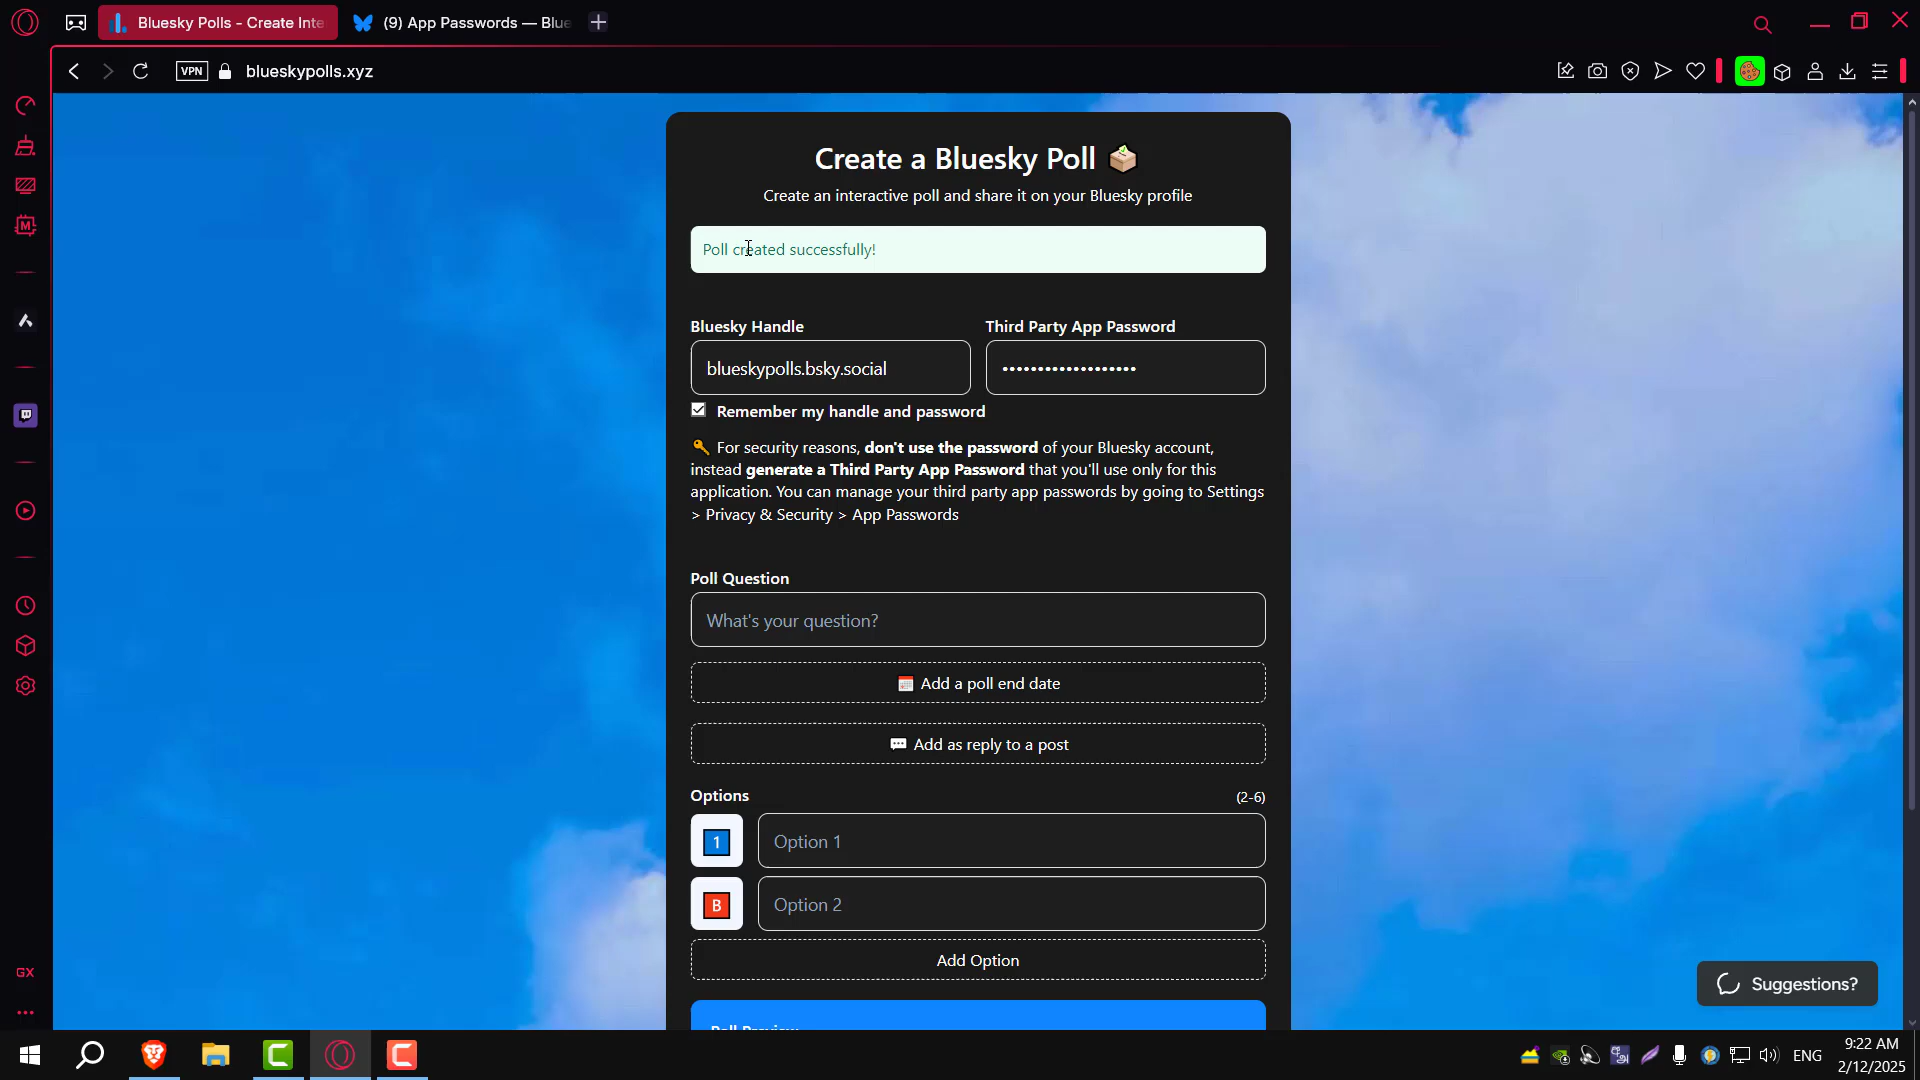 Bluesky Polls - Create Inte
(9) App Passwords — Blue
VPN
blueskypolls.xyz
Create a Bluesky Poll
Create an interactive poll and share it on your Bluesky profile
Poll created successfully!
Bluesky Handle
Third Party App Password
blueskypolls.bsky.social
•••••••••••••••••••
Remember my handle and password
🔑 For security reasons, don't use the password of your Bluesky account,
instead generate a Third Party App Password that you'll use only for this
application. You can manage your third party app passwords by going to Settings
> Privacy & Security > App Passwords
Poll Question
What's your question?
Add a poll end date
Add as reply to a post
Options
(2-6)
1
Option 1
B
Option 2
Add Option
Poll Preview
Suggestions?
M
GX
ENG
9:22 AM
2/12/2025